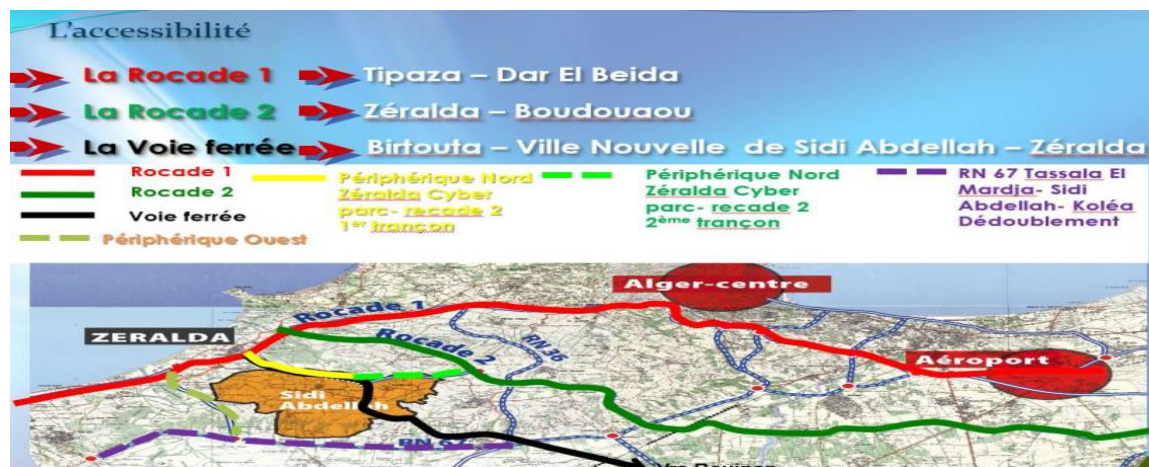 L'accessibilité
La Rocade 1 Tipaza – Dar El Beida
La Rocade 2 Zéralda – Boudouaou
La Voie ferrée Birtouta – Ville Nouvelle de Sidi Abdellah – Zéralda
Rocade 1
Rocade 2
Voie ferrée
Périphérique Ouest
Périphérique Nord
Zéralda Cyber
parc- recade 2
1er trançon
Périphérique Nord
Zéralda Cyber
parc- recade 2
2ème trançon
RN 67 Tassala El
Mardja- Sidi
Abdellah- Koléa
Dédoublement
Alger-centre
Rocade 1
ZERALDA
Rocade 2
RN36
Aéroport
Sidi
Abdellah
RN 67